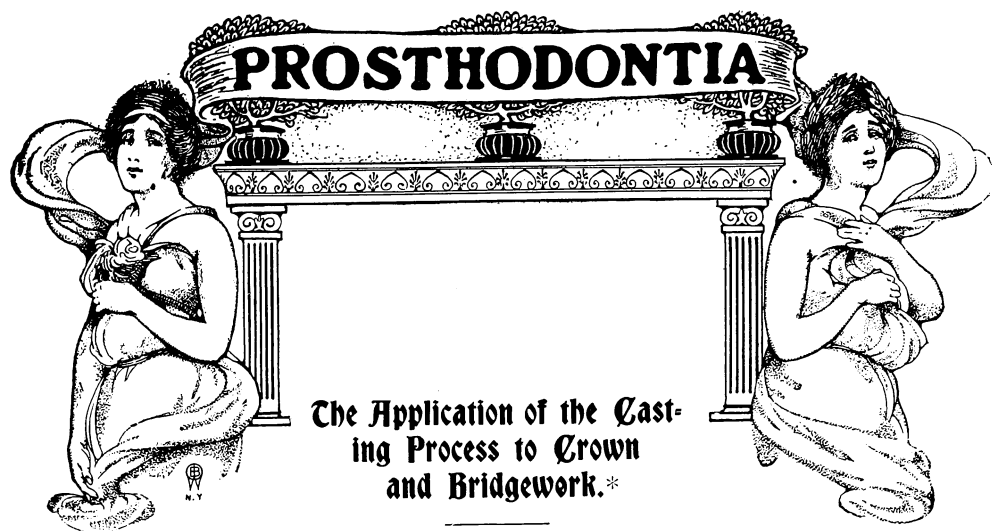 PROSTHODONTIA
The Application of the Cast-
ing Process to Crown
and Bridgework.*
N.Y